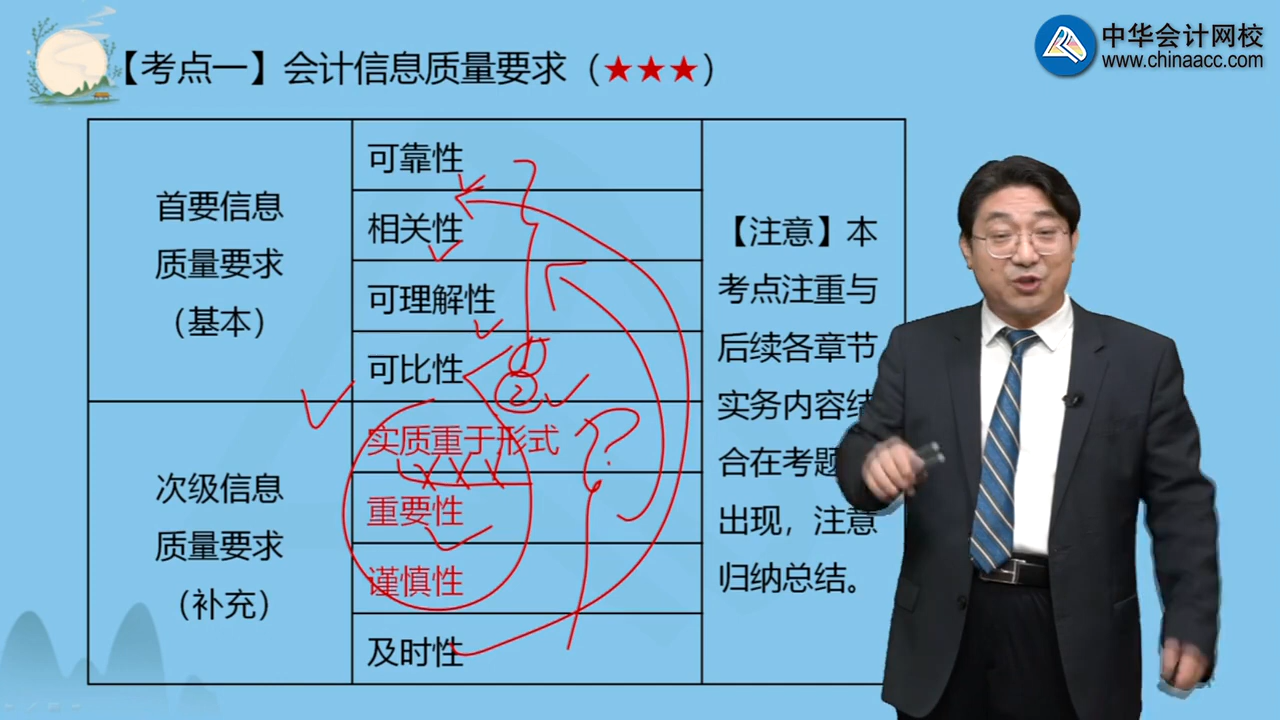 【考点一】会计信息质量要求（★★★）
中华会计网校
www.chinaacc.com
首要信息
质量要求
（基本）
可靠性
相关性
可理解性
可比性
②
次级信息
质量要求
（补充）
实质重于形式
重要性
谨慎性
及时性
?
【注意】本
考点注重与
后续各章节
实务内容结
合在考题
出现，注意
归纳总结。